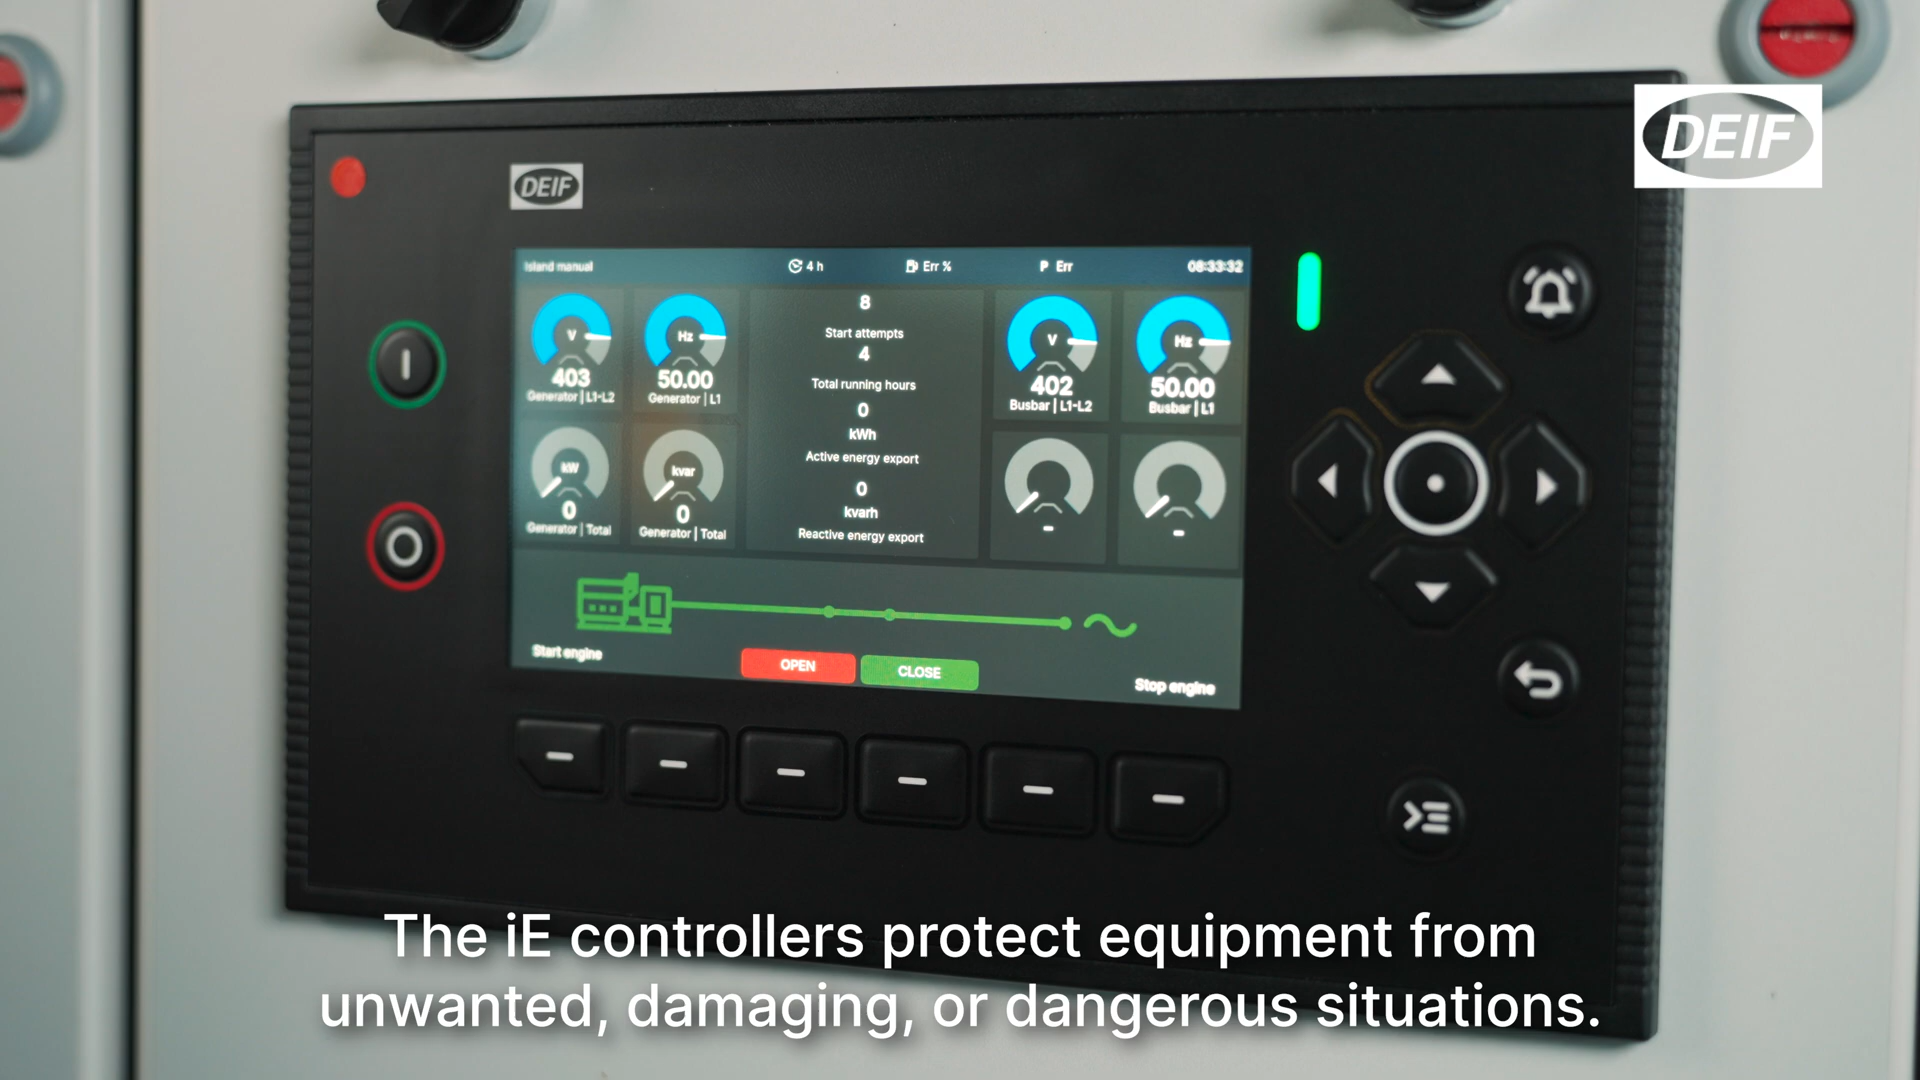 DEIF
DEIF
Island manual
4 h
Err %
P Err
08:33:32
V
403
Generator | L1-L2
Hz
50.00
Generator | L1
8
Start attempts
4
Total running hours
0
kWh
Active energy export
0
kvarh
Reactive energy export
V
402
Busbar | L1-L2
Hz
50.00
Busbar | L1
kW
0
Generator | Total
kvar
0
Generator | Total
-
-
Start engine
OPEN
CLOSE
Stop engine
The iE controllers protect equipment from
unwanted, damaging, or dangerous situations.